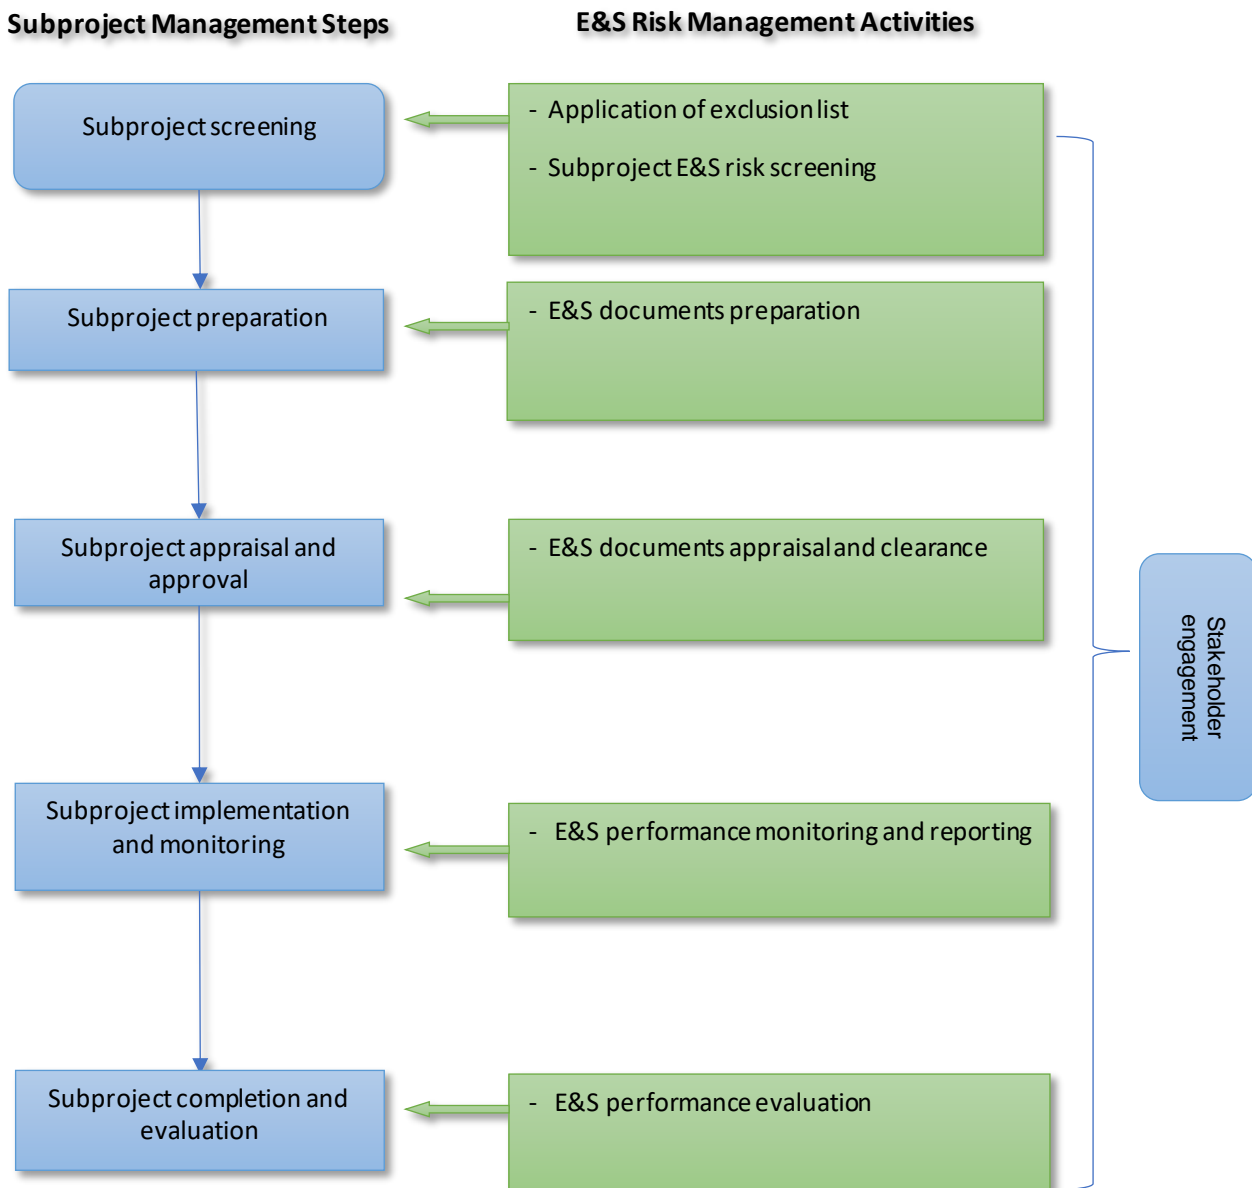 Subproject Management Steps
E&S Risk Management Activities
Subproject screening
- Application of exclusion list
- Subproject E&S risk screening
Subproject preparation
- E&S documents preparation
Subproject appraisal and
approval
- E&S documents appraisal and clearance
Stakeholder
engagement
Subproject implementation
and monitoring
- E&S performance monitoring and reporting
Subproject completion and
evaluation
- E&S performance evaluation